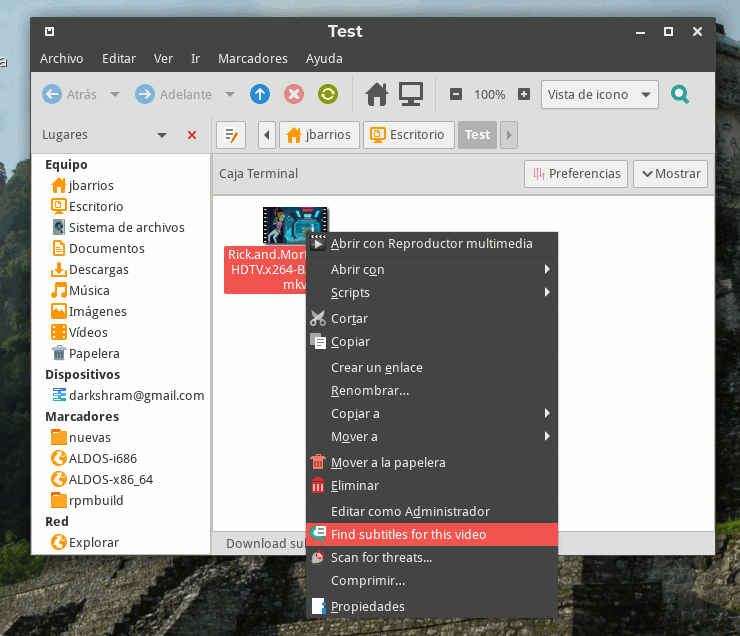 a
Test
Archivo Editar Ver Ir Marcadores Ayuda
Atrás Adelante 100% Vista de icono
Lugares jbarrios Escritorio Test
Caja Terminal Preferencias Mostrar
Equipo
jbarrios
Escritorio
Sistema de archivos
Documentos
Descargas
Música
Imágenes
Vídeos
Papelera
Dispositivos
darkshram@gmail.com
Marcadores
nuevas
ALDOS-i686
ALDOS-x86_64
rpmbuild
Red
Explorar
Rick.and.Mor
HDTV.x264-B
mkv
Abrir con Reproductor multimedia
Abrir con
Scripts
Cortar
Copiar
Crear un enlace
Renombrar...
Copiar a
Mover a
Mover a la papelera
Eliminar
Editar como Administrador
Find subtitles for this video
Scan for threats...
Comprimir...
Propiedades
Download sub